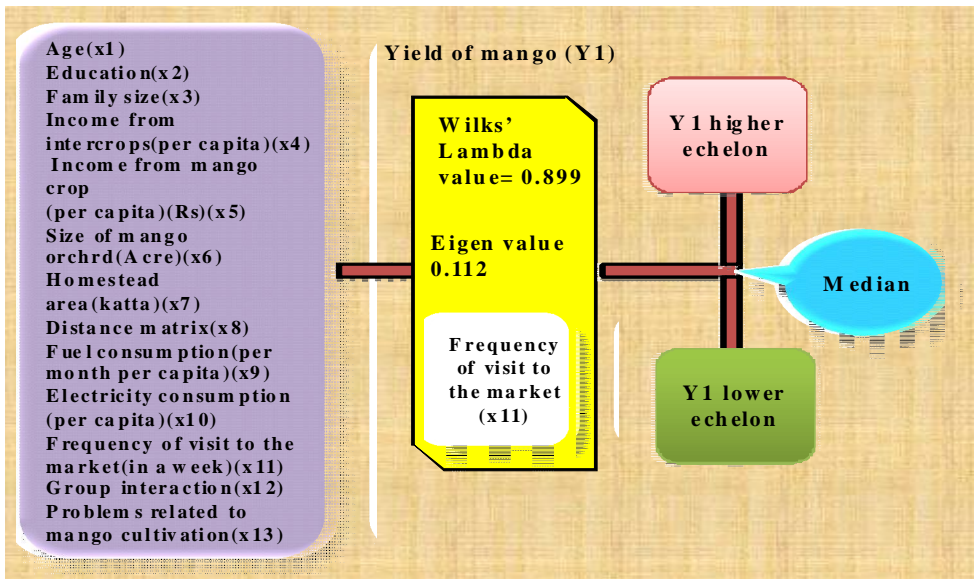 Age(x1)
Education(x2)
Family size(x3)
Income from
intercrops(per capita)(x4)
Income from mango
crop
(per capita)(Rs)(x5)
Size of mango
orchrd(Acre)(x6)
Homestead
area(katta)(x7)
Distance matrix(x8)
Fuel consumption(per
month per capita)(x9)
Electricity consumption
(per capita)(x10)
Frequency of visit to the
market(in a week)(x11)
Group interaction(x12)
Problems related to
mango cultivation(x13)
Yield of mango (Y1)
Wilks'
Lambda
value= 0.899
Eigen value
0.112
Frequency
of visit to
the market
(x11)
Y1 higher
echelon
Median
Y1 lower
echelon